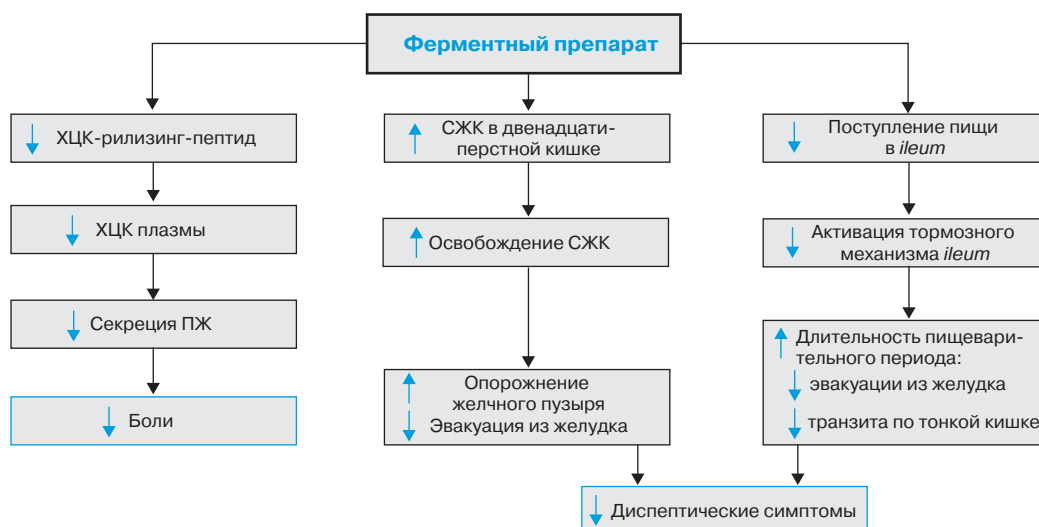 Ферментный препарат
ХЦК-рилизинг-пептид
ХЦК плазмы
Секреция ПЖ
Боли
СЖК в двенадцати-
перстной кишке
Освобождение СЖК
Опорожнение
желчного пузыря
Эвакуация из желудка
Поступление пищи
в ileum
Активация тормозного
механизма ileum
Длительность пищевари-
тельного периода:
эвакуации из желудка
транзита по тонкой кишке
Диспептические симптомы